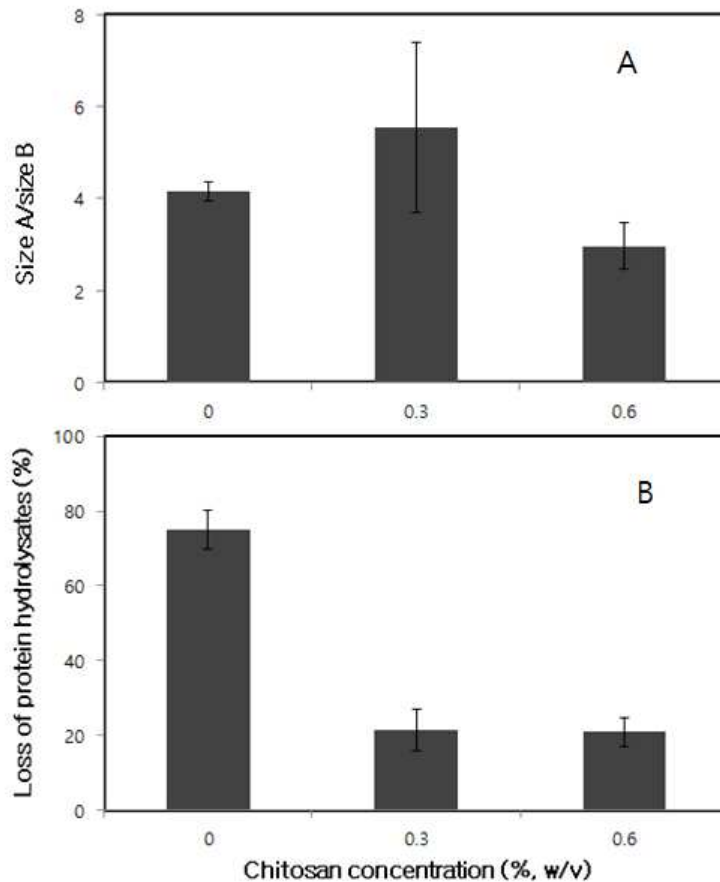 8
A
6
4
2
0
Size A/size B
0 0.3 0.6
100
B
80
60
40
20
0
Loss of protein hydrolysates (%)
0 0.3 0.6
Chitosan concentration (%, w/v)